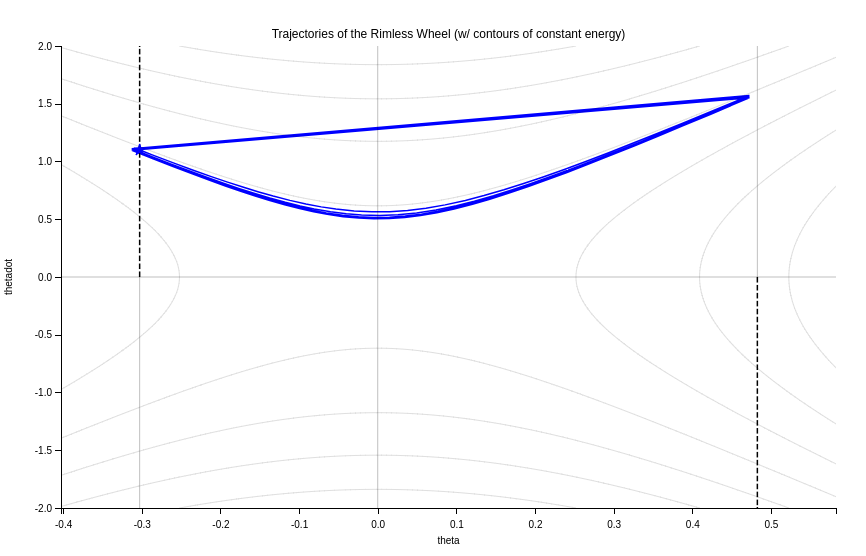 Trajectories of the Rimless Wheel (w/ contours of constant energy)
2.0
1.5
1.0
0.5
0.0
-0.5
-1.0
-1.5
-2.0
thetadot
-0.4 -0.3 -0.2 -0.1 0.0 0.1 0.2 0.3 0.4 0.5
theta